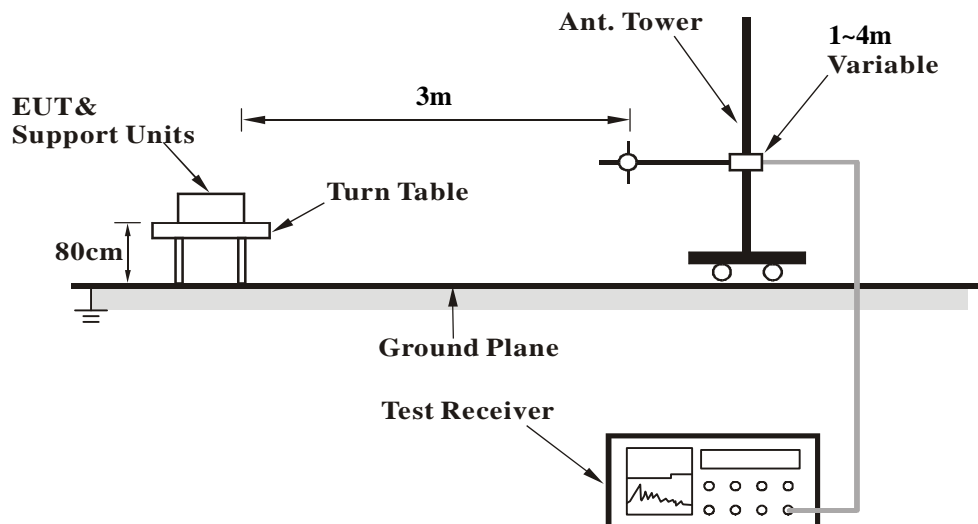 Ant. Tower
1~4m
Variable
3m
EUT&
Support Units
Turn Table
80cm
Ground Plane
Test Receiver